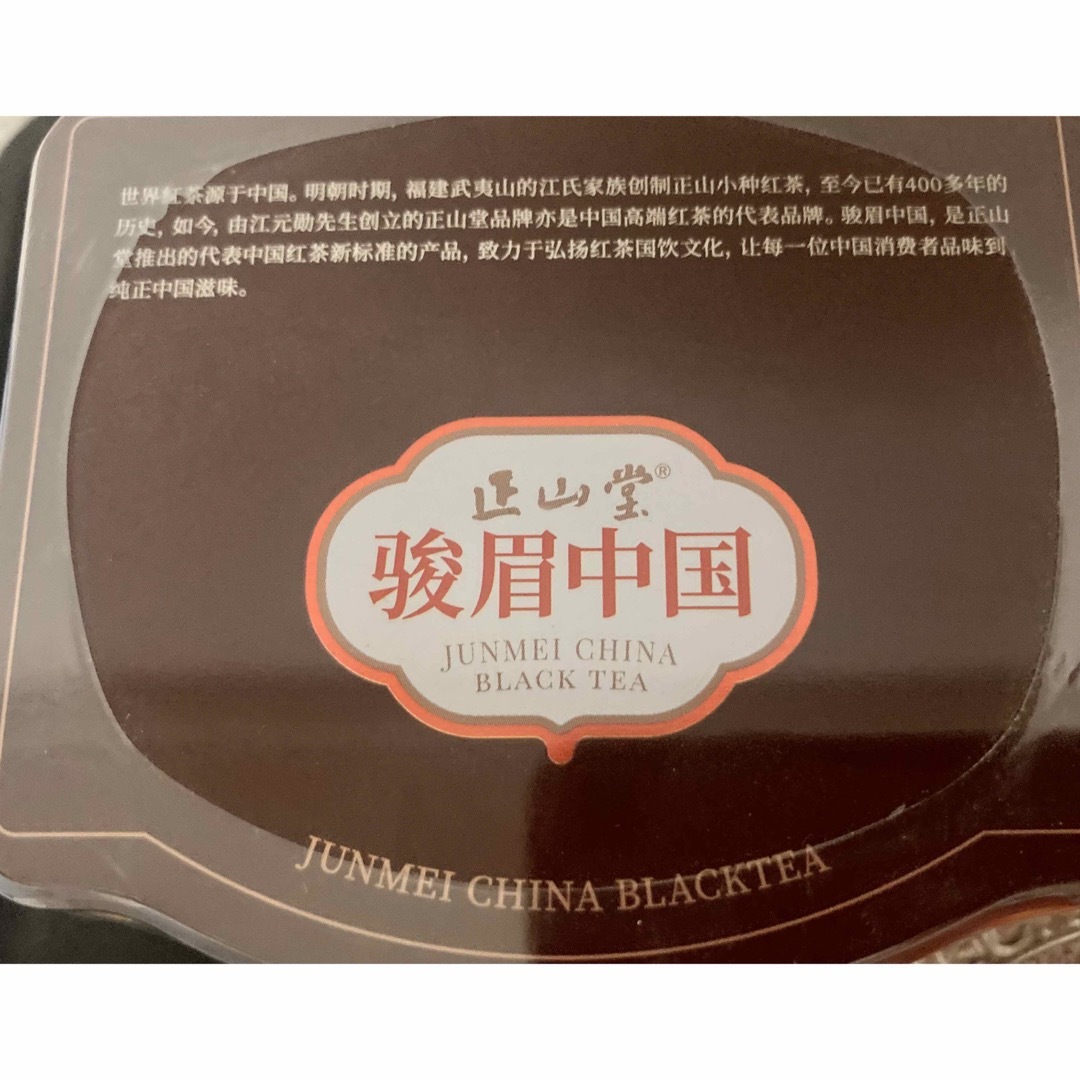 世界红茶源于中国。明朝时期, 福建武夷山的江氏家族创制正山小种红茶, 至今已有400多年的
历史, 如今, 由江元勋先生创立的正山堂品牌亦是中国高端红茶的代表品牌。骏眉中国, 是正山
堂推出的代表中国红茶新标准的产品, 致力于弘扬红茶国饮文化, 让每一位中国消费者品味到
纯正中国滋味。
正山堂®
骏眉中国
JUNMEI CHINA
BLACK TEA
JUNMEI CHINA BLACKTEA